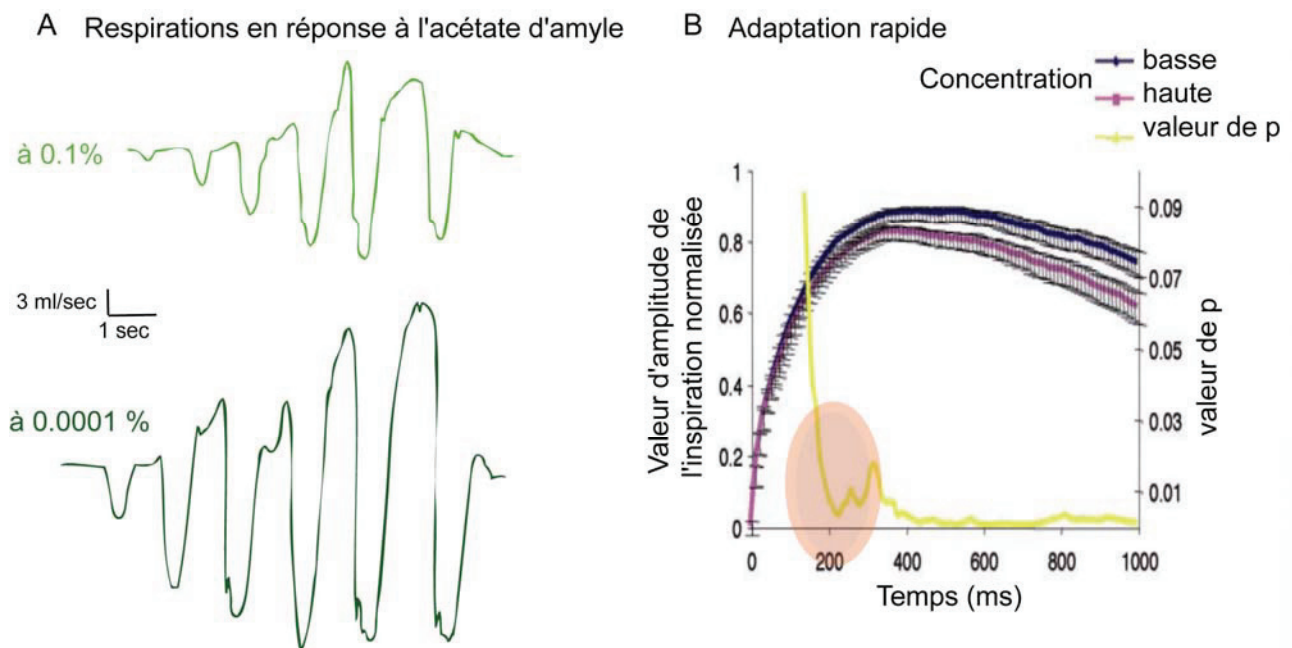 A Respirations en réponse à l'acétate d'amyle
à 0.1%
3 ml/sec
1 sec
à 0.0001 %
B Adaptation rapide
Concentration
basse
haute
valeur de p
Valeur d'amplitude de
l'inspiration normalisée
1
0.8
0.6
0.4
0.2
0
0.09
0.07
0.05
0.03
0.01
valeur de p
0 200 400 600 800 1000
Temps (ms)